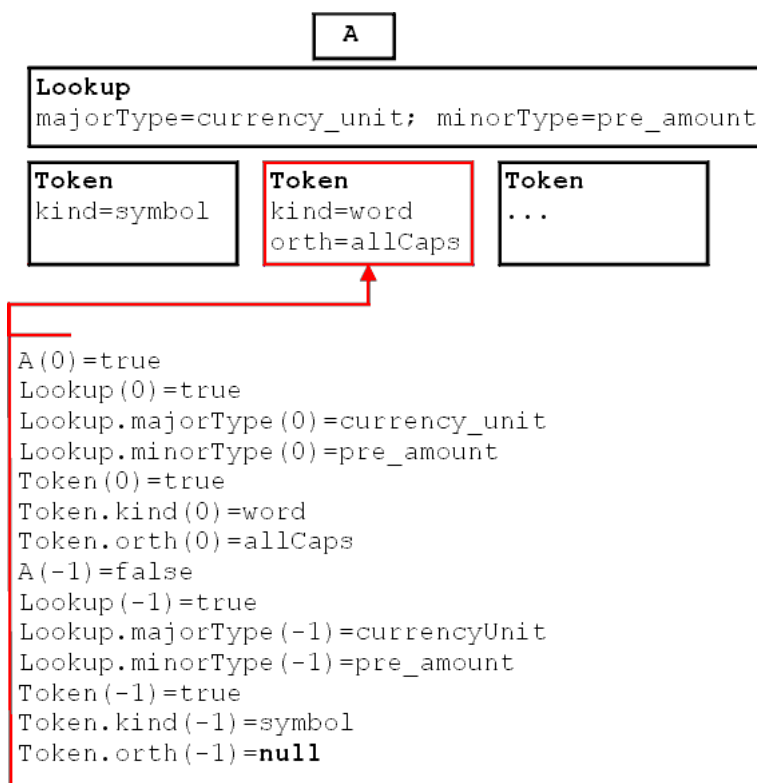 A
Lookup
majorType=currency_unit; minorType=pre_amount
Token
kind=symbol
Token
kind=word
orth=allCaps
Token
...
A(0)=true
Lookup(0)=true
Lookup.majorType(0)=currency_unit
Lookup.minorType(0)=pre_amount
Token(0)=true
Token.kind(0)=word
Token.orth(0)=allCaps
A(-1)=false
Lookup(-1)=true
Lookup.majorType(-1)=currencyUnit
Lookup.minorType(-1)=pre_amount
Token(-1)=true
Token.kind(-1)=symbol
Token.orth(-1)=null